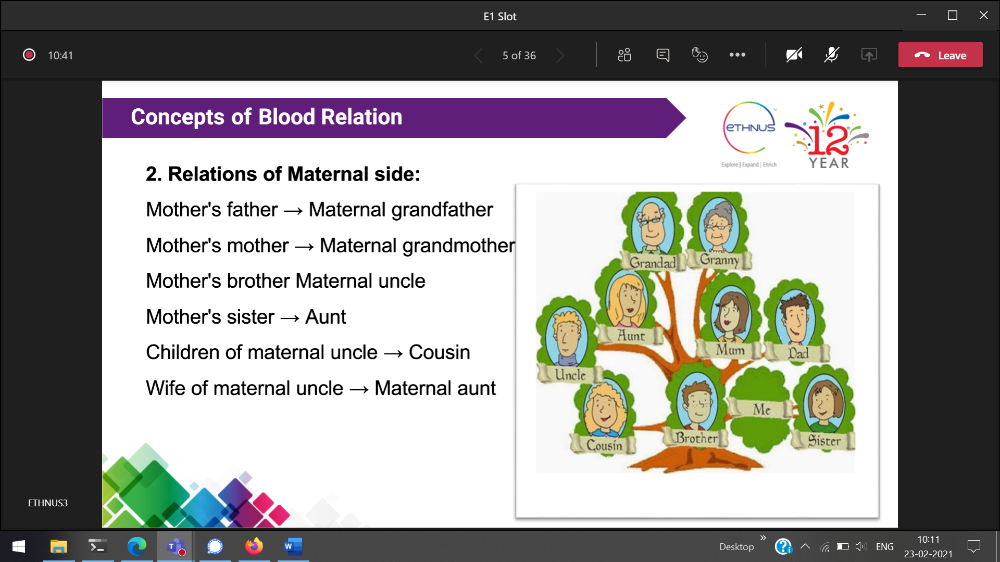 E1 Slot
10:41
5 of 36
Leave
Concepts of Blood Relation
ETHNUS
TM
Explore | Expand | Enrich
12th
YEAR
2. Relations of Maternal side:
Mother's father → Maternal grandfather
Mother's mother → Maternal grandmother
Mother's brother Maternal uncle
Mother's sister → Aunt
Children of maternal uncle → Cousin
Wife of maternal uncle → Maternal aunt
Grandad
Granny
Aunt
Mum
Dad
Uncle
Me
Cousin
Brother
Sister
ETHNUS3
Desktop
ENG
10:11
23-02-2021